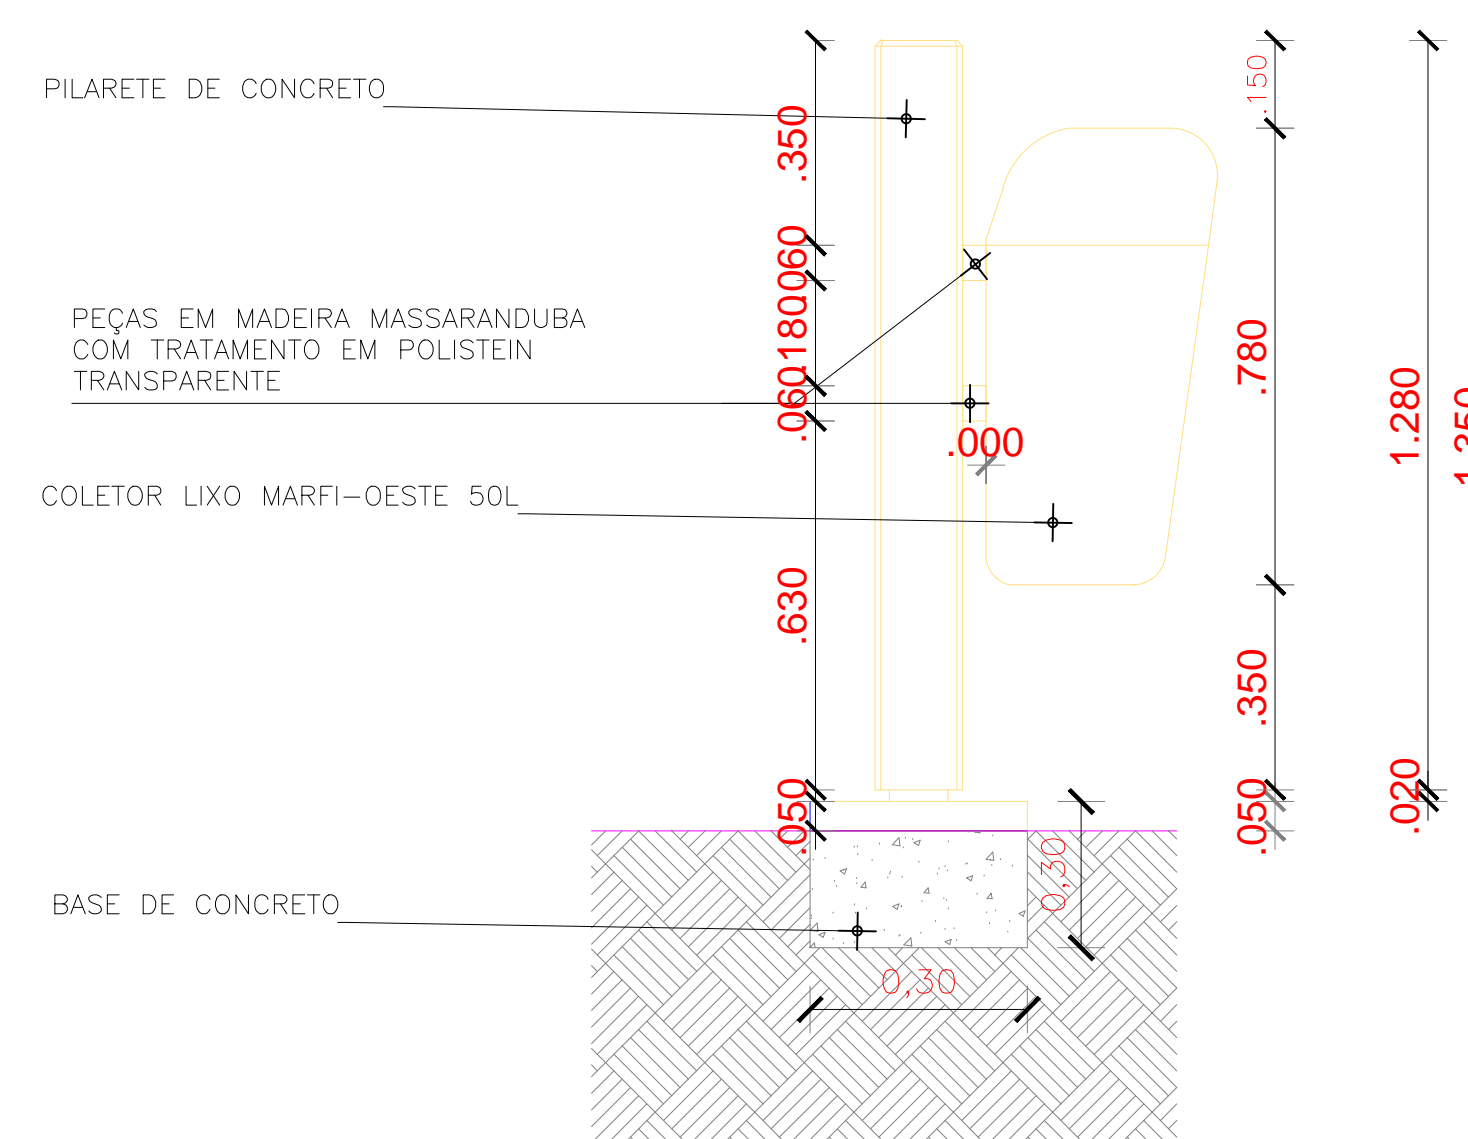 PILARETE DE CONCRETO
.150
.350
.060
.180
PEÇAS EM MADEIRA MASSARANDUBA
COM TRATAMENTO EM POLISTEIN
TRANSPARENTE
.060
.780
1.280
.000
COLETOR LIXO MARFI-OESTE 50L
.630
.350
.050
.050
.020
0,30
BASE DE CONCRETO
0,30